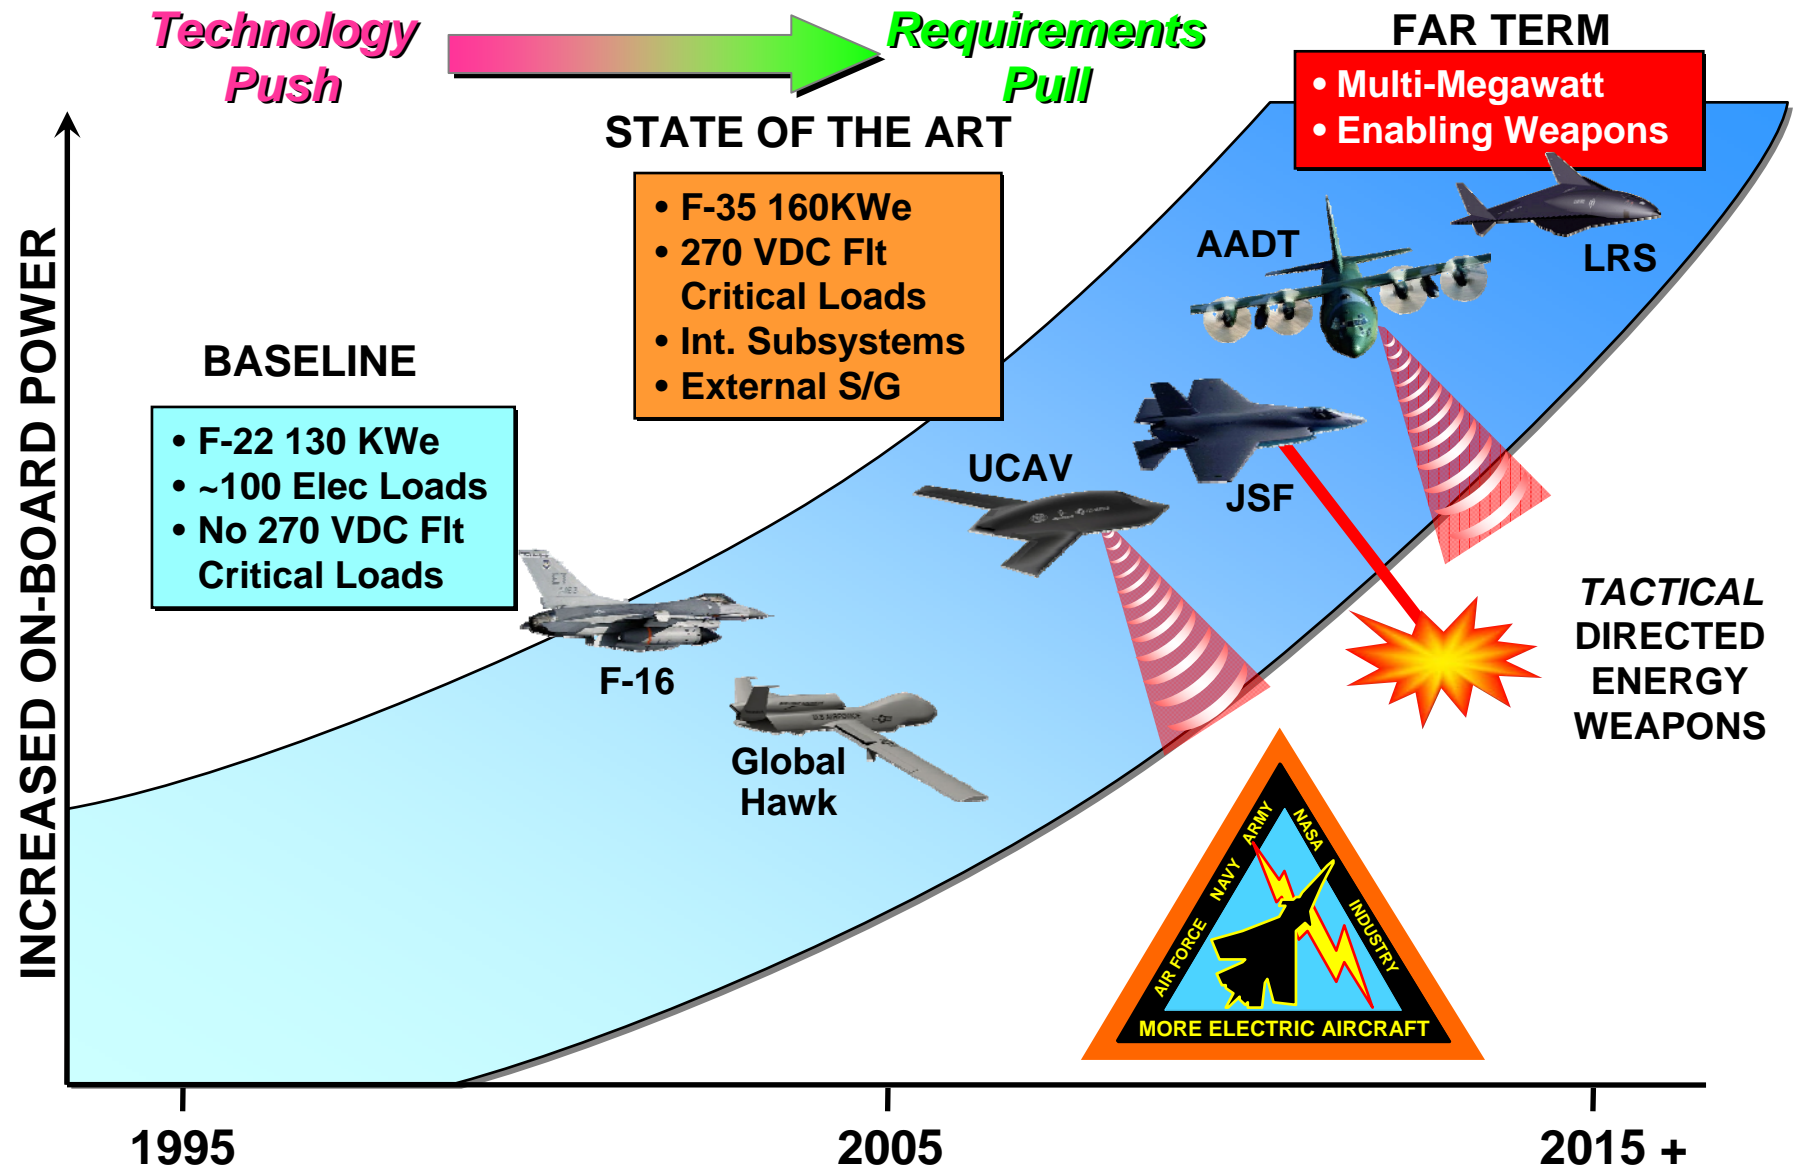 Technology
Push
Requirements
Pull
FAR TERM
• Multi-Megawatt
• Enabling Weapons
STATE OF THE ART
• F-35 160KWe
• 270 VDC Flt
Critical Loads
• Int. Subsystems
• External S/G
BASELINE
• F-22 130 KWe
• ~100 Elec Loads
• No 270 VDC Flt
Critical Loads
INCREASED ON-BOARD POWER
AADT
LRS
UCAV
JSF
ET
F-16
U.S. AIR FORCE
Global
Hawk
TACTICAL
DIRECTED
ENERGY
WEAPONS
AIR FORCE NAVY ARMY
NASA INDUSTRY
MORE ELECTRIC AIRCRAFT
1995
2005
2015 +